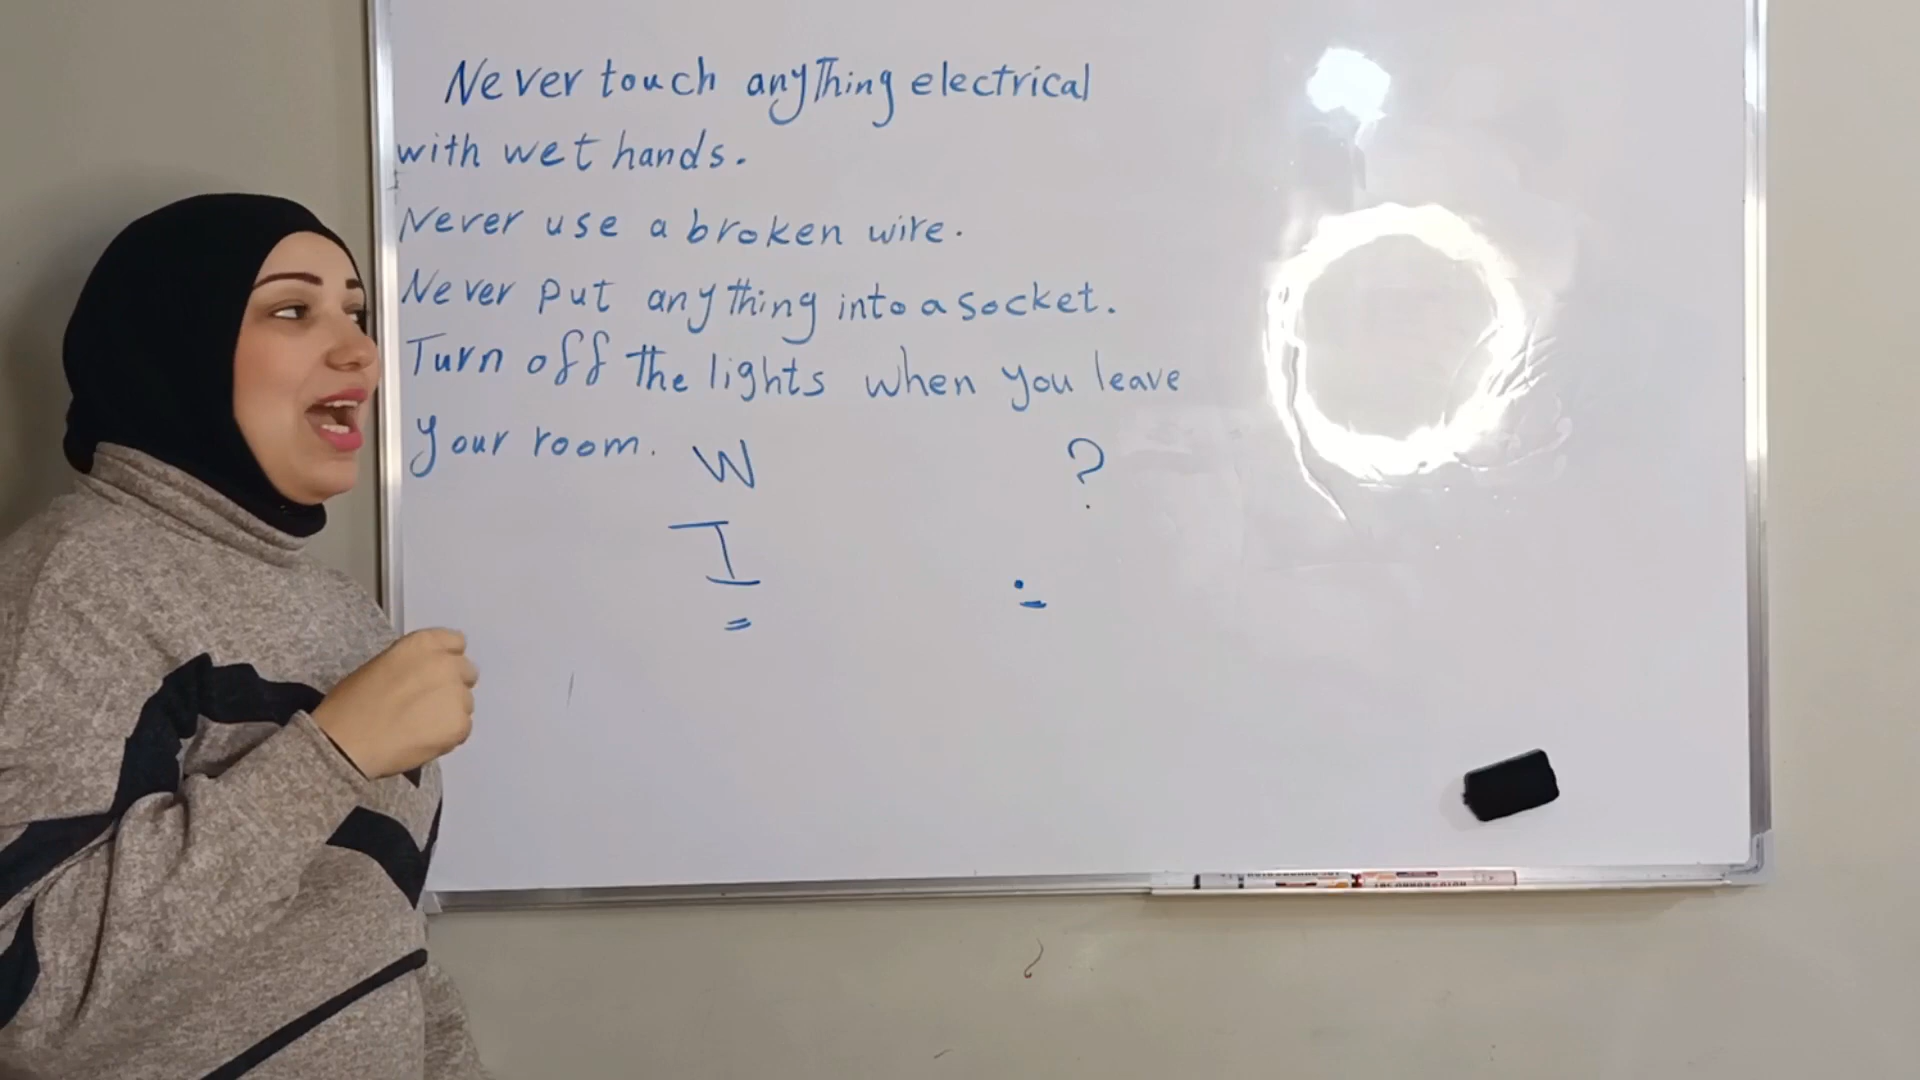 Never touch anything electrical
with wet hands.
Never use a broken wire.
Never put anything into a socket.
Turn off the lights when you leave
your room.
W ?
I .